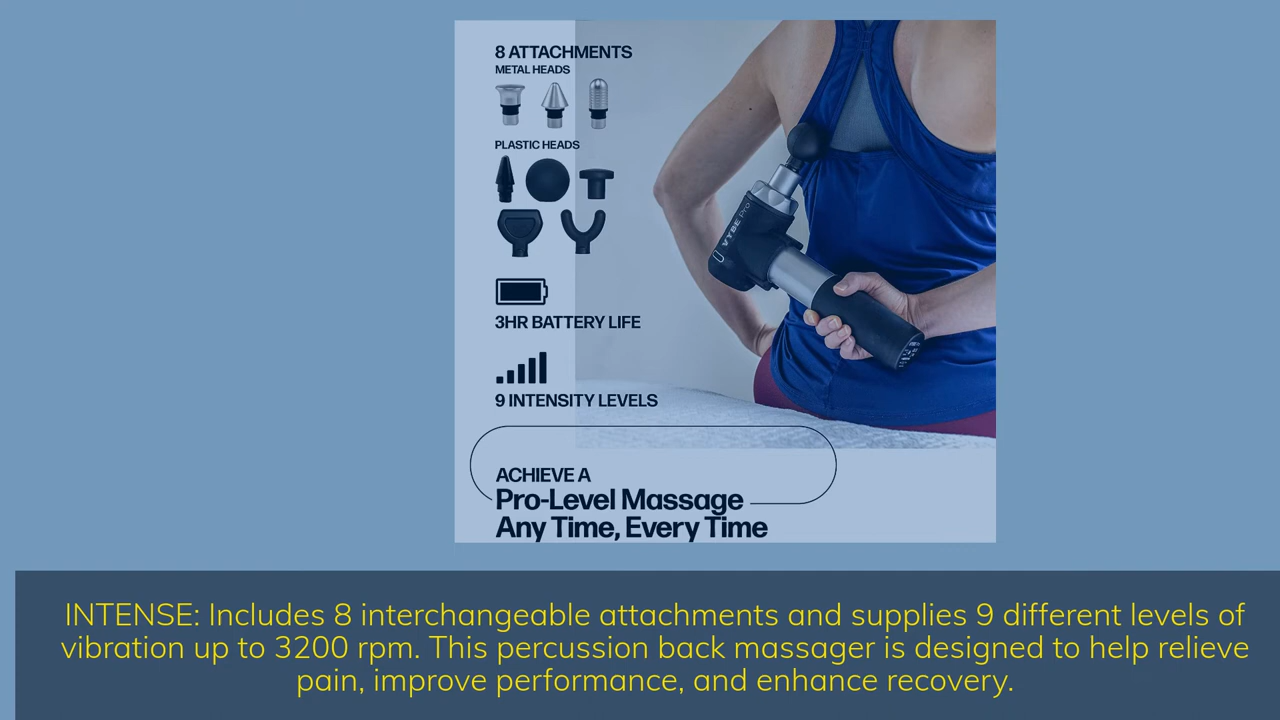 8 ATTACHMENTS
METAL HEADS
PLASTIC HEADS
VYBE Pro
3HR BATTERY LIFE
9 INTENSITY LEVELS
ACHIEVE A
Pro-Level Massage
Any Time, Every Time
INTENSE: Includes 8 interchangeable attachments and supplies 9 different levels of
vibration up to 3200 rpm. This percussion back massager is designed to help relieve
pain, improve performance, and enhance recovery.